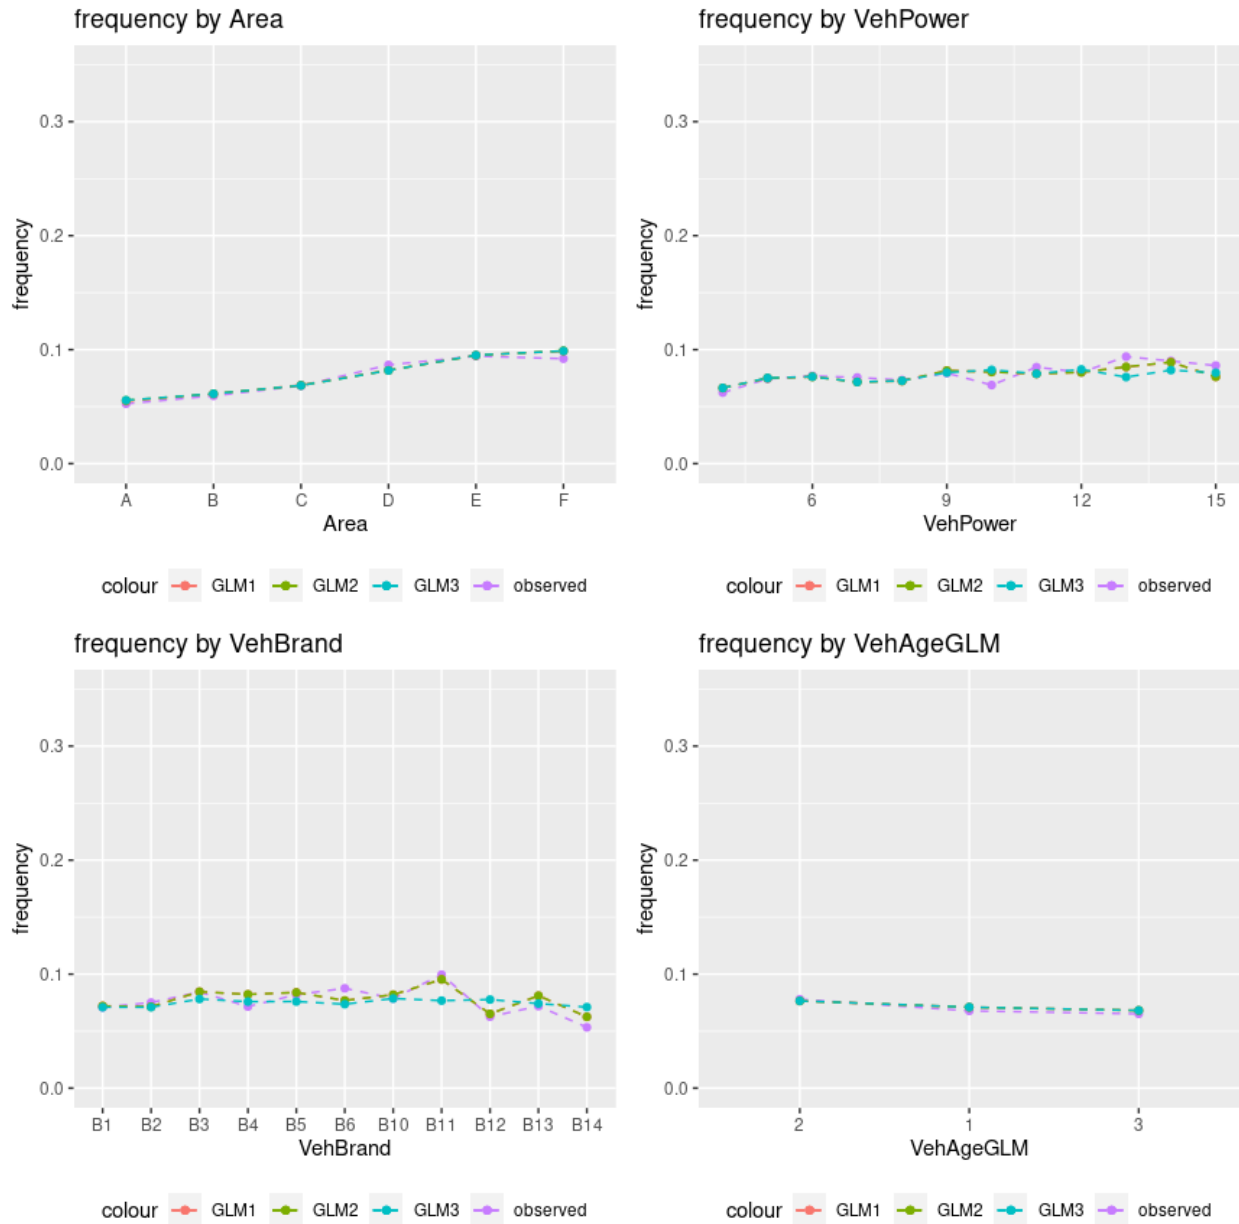 frequency by Area
frequency
0.3
0.2
0.1
0.0
A B C D E F
Area
colour GLM1 GLM2 GLM3 observed
frequency by VehPower
frequency
0.3
0.2
0.1
0.0
6 9 12 15
VehPower
colour GLM1 GLM2 GLM3 observed
frequency by VehBrand
frequency
0.3
0.2
0.1
0.0
B1 B2 B3 B4 B5 B6 B10 B11 B12 B13 B14
VehBrand
colour GLM1 GLM2 GLM3 observed
frequency by VehAgeGLM
frequency
0.3
0.2
0.1
0.0
2 1 3
VehAgeGLM
colour GLM1 GLM2 GLM3 observed